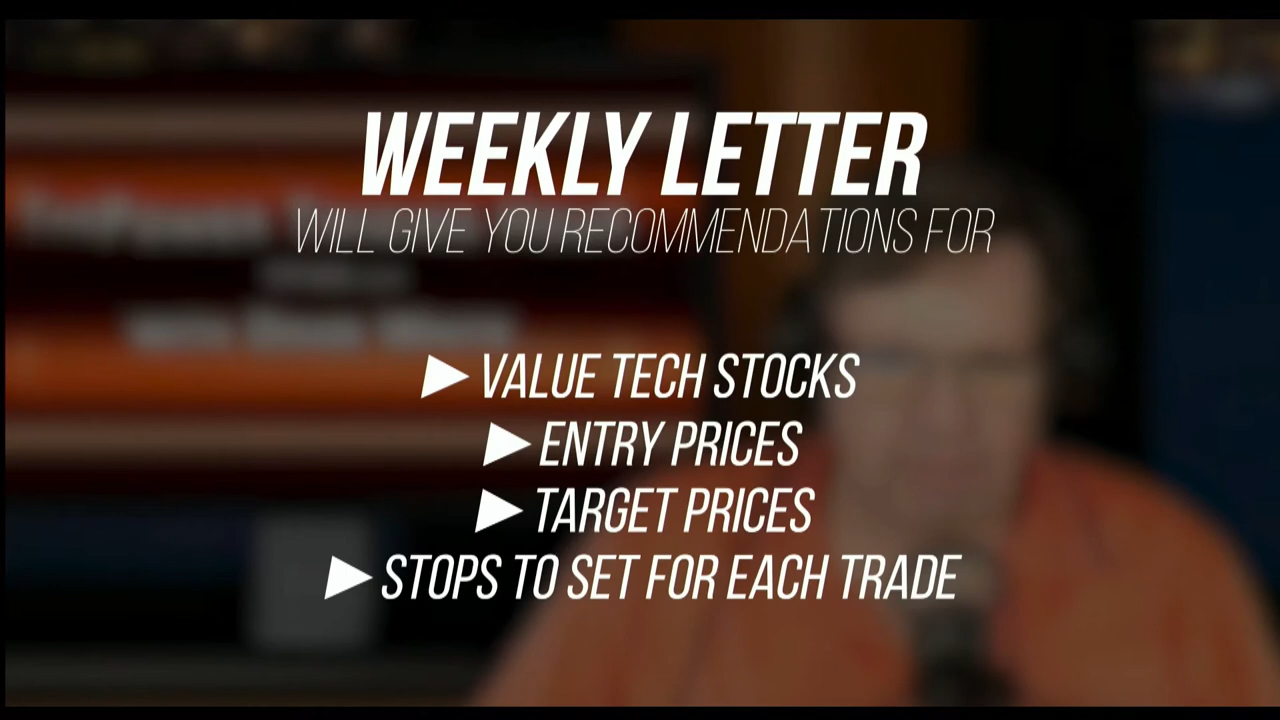 WEEKLY LETTER
WILL GIVE YOU RECOMMENDATIONS FOR
▶ VALUE TECH STOCKS
▶ ENTRY PRICES
▶ TARGET PRICES
▶ STOPS TO SET FOR EACH TRADE